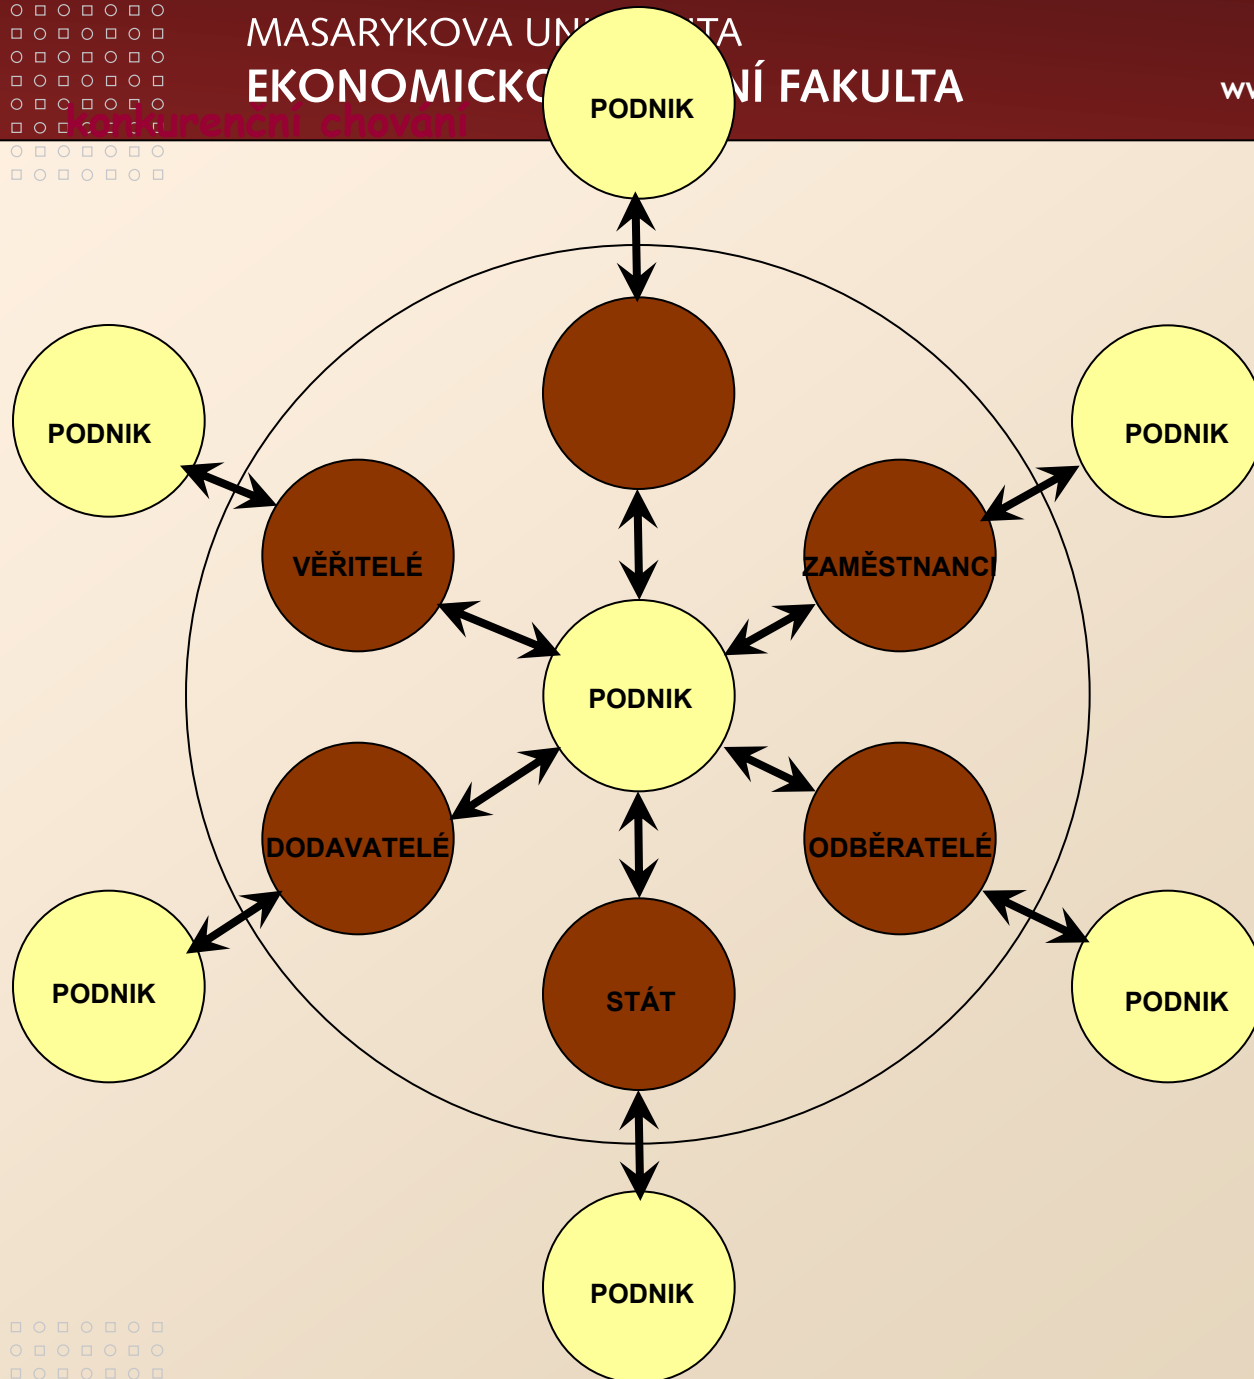 MASARYKOVA UN TA
EKONOMICKO NÍ FAKULTA
konkurenční chování
PODNIK
PODNIK
PODNIK
VĚŘITELÉ
ZAMĚSTNANCI
PODNIK
DODAVATELÉ
ODBĚRATELÉ
PODNIK
STÁT
PODNIK
PODNIK